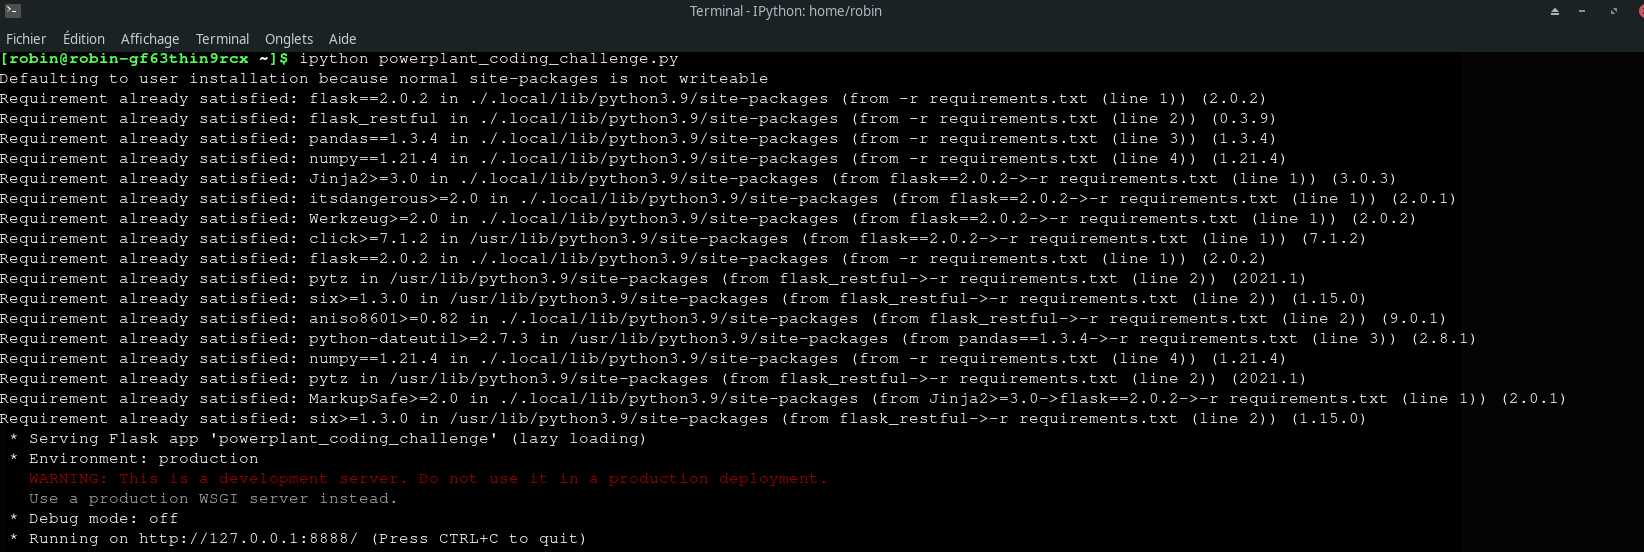 Terminal - IPython: home/robin
Fichier Édition Affichage Terminal Onglets Aide
[robin@robin-gf63thin9rcx ~]$ ipython powerplant_coding_challenge.py
Defaulting to user installation because normal site-packages is not writeable
Requirement already satisfied: flask==2.0.2 in ./.local/lib/python3.9/site-packages (from -r requirements.txt (line 1)) (2.0.2)
Requirement already satisfied: flask_restful in ./.local/lib/python3.9/site-packages (from -r requirements.txt (line 2)) (0.3.9)
Requirement already satisfied: pandas==1.3.4 in ./.local/lib/python3.9/site-packages (from -r requirements.txt (line 3)) (1.3.4)
Requirement already satisfied: numpy==1.21.4 in ./.local/lib/python3.9/site-packages (from -r requirements.txt (line 4)) (1.21.4)
Requirement already satisfied: Jinja2>=3.0 in ./.local/lib/python3.9/site-packages (from flask==2.0.2->-r requirements.txt (line 1)) (3.0.3)
Requirement already satisfied: itsdangerous>=2.0 in ./.local/lib/python3.9/site-packages (from flask==2.0.2->-r requirements.txt (line 1)) (2.0.1)
Requirement already satisfied: Werkzeug>=2.0 in ./.local/lib/python3.9/site-packages (from flask==2.0.2->-r requirements.txt (line 1)) (2.0.2)
Requirement already satisfied: click>=7.1.2 in /usr/lib/python3.9/site-packages (from flask==2.0.2->-r requirements.txt (line 1)) (7.1.2)
Requirement already satisfied: flask==2.0.2 in ./.local/lib/python3.9/site-packages (from -r requirements.txt (line 1)) (2.0.2)
Requirement already satisfied: pytz in /usr/lib/python3.9/site-packages (from flask_restful->-r requirements.txt (line 2)) (2021.1)
Requirement already satisfied: six>=1.3.0 in /usr/lib/python3.9/site-packages (from flask_restful->-r requirements.txt (line 2)) (1.15.0)
Requirement already satisfied: aniso8601>=0.82 in ./.local/lib/python3.9/site-packages (from flask_restful->-r requirements.txt (line 2)) (9.0.1)
Requirement already satisfied: python-dateutil>=2.7.3 in /usr/lib/python3.9/site-packages (from pandas==1.3.4->-r requirements.txt (line 3)) (2.8.1)
Requirement already satisfied: numpy==1.21.4 in ./.local/lib/python3.9/site-packages (from -r requirements.txt (line 4)) (1.21.4)
Requirement already satisfied: pytz in /usr/lib/python3.9/site-packages (from flask_restful->-r requirements.txt (line 2)) (2021.1)
Requirement already satisfied: MarkupSafe>=2.0 in ./.local/lib/python3.9/site-packages (from Jinja2>=3.0->flask==2.0.2->-r requirements.txt (line 1)) (2.0.1)
Requirement already satisfied: six>=1.3.0 in /usr/lib/python3.9/site-packages (from flask_restful->-r requirements.txt (line 2)) (1.15.0)
 * Serving Flask app 'powerplant_coding_challenge' (lazy loading)
 * Environment: production
   WARNING: This is a development server. Do not use it in a production deployment.
   Use a production WSGI server instead.
 * Debug mode: off
 * Running on http://127.0.0.1:8888/ (Press CTRL+C to quit)